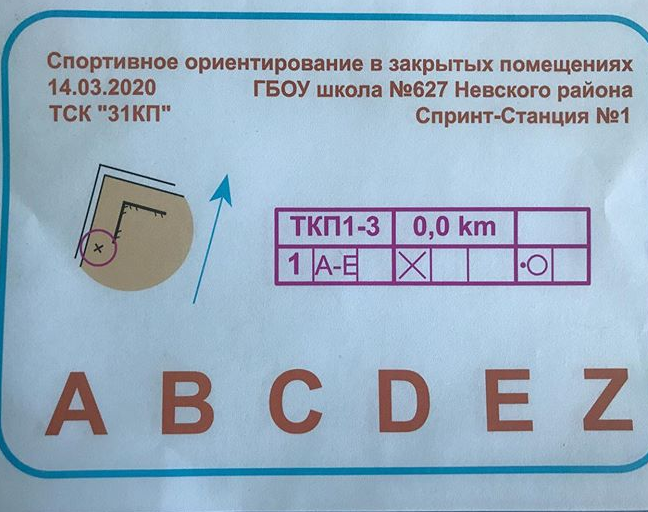 Спортивное ориентирование в закрытых помещениях
14.03.2020 ГБОУ школа №627 Невского района
ТСК "31КП" Спринт-Станция №1
ТКП1-3 0,0 km
1 A-E
A B C D E Z